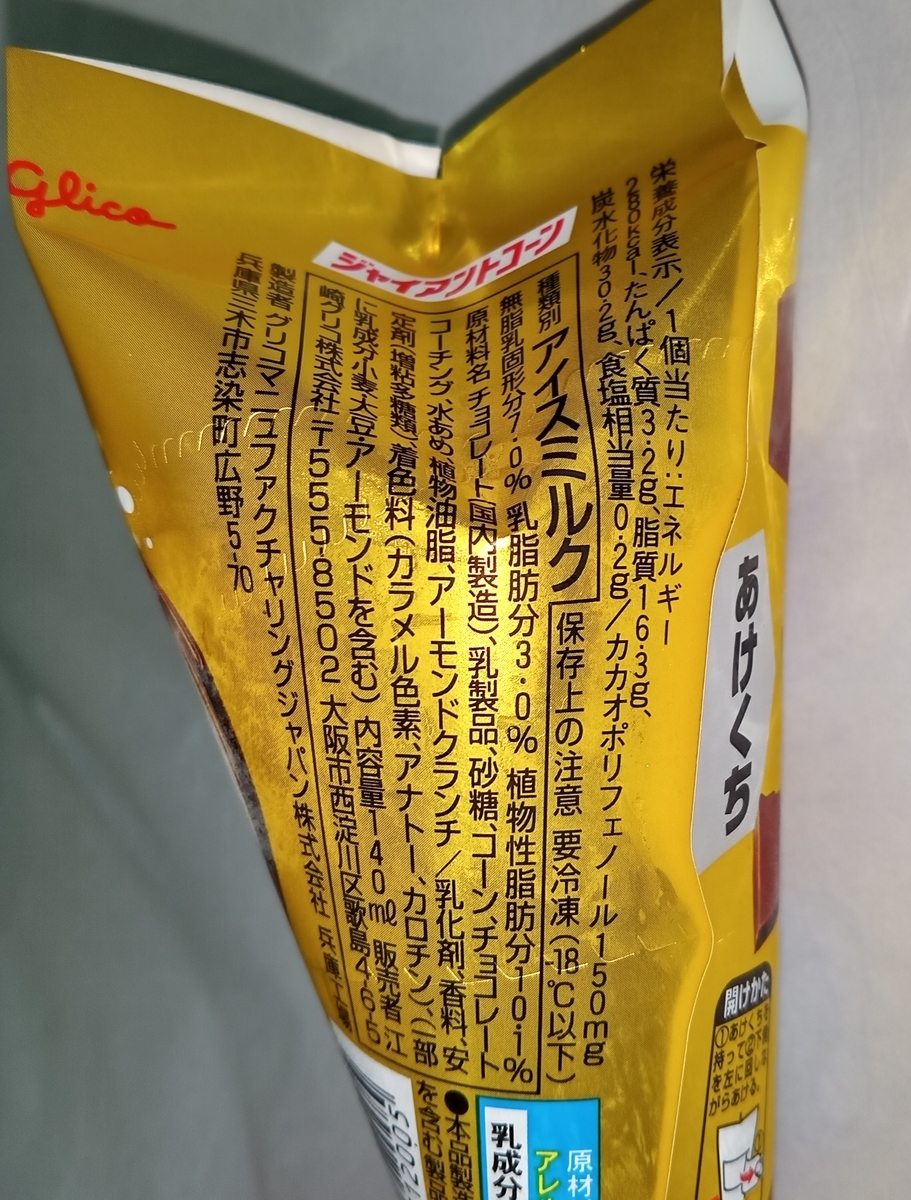 Glico
ジャイアントコーン
栄養成分表示/1個当たり:エネルギー
280kcal、たんぱく質3.2g、脂質16.3g、
炭水化物30.2g、食塩相当量0.2g/カカオポリフェノール150mg
種類別 アイスミルク
保存上の注意 要冷凍(-18℃以下)
無脂乳固形分7.0% 乳脂肪分3.0% 植物性脂肪分10.1%
原材料名 チョコレート(国内製造)、乳製品、砂糖、コーン、チョコレート
コーチング、水あめ、植物油脂、アーモンドクランチ/乳化剤、香料、安
定剤(増粘多糖類)、着色料(カラメル色素、アナトー、カロチン)、(一部
に乳成分・小麦・大豆・アーモンドを含む) 内容量140ml 販売者 江
崎グリコ株式会社 〒555-8502 大阪市西淀川区歌島4-6-5
製造者 グリコマニュファクチャリングジャパン株式会社 兵庫工場
兵庫県三木市志染町広野5-70
あけくち
開けかた
がらあける。
原材
アレ
乳成分
●本品製造
を含む製品